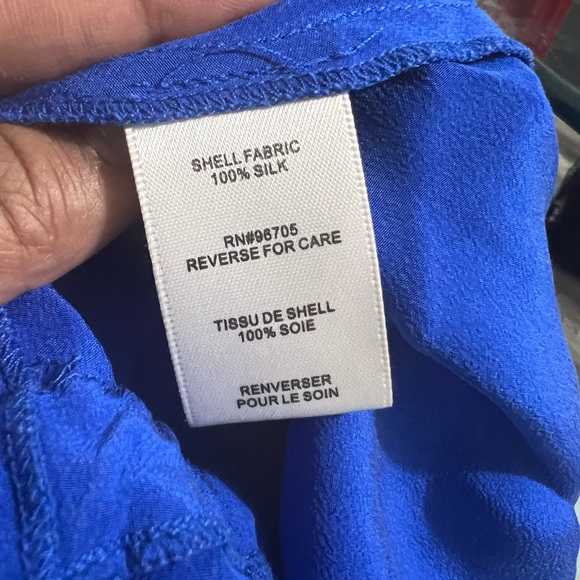 SHELL FABRIC
100% SILK
RN#96705
REVERSE FOR CARE
TISSU DE SHELL
100% SOIE
RENVERSER
POUR LE SOIN